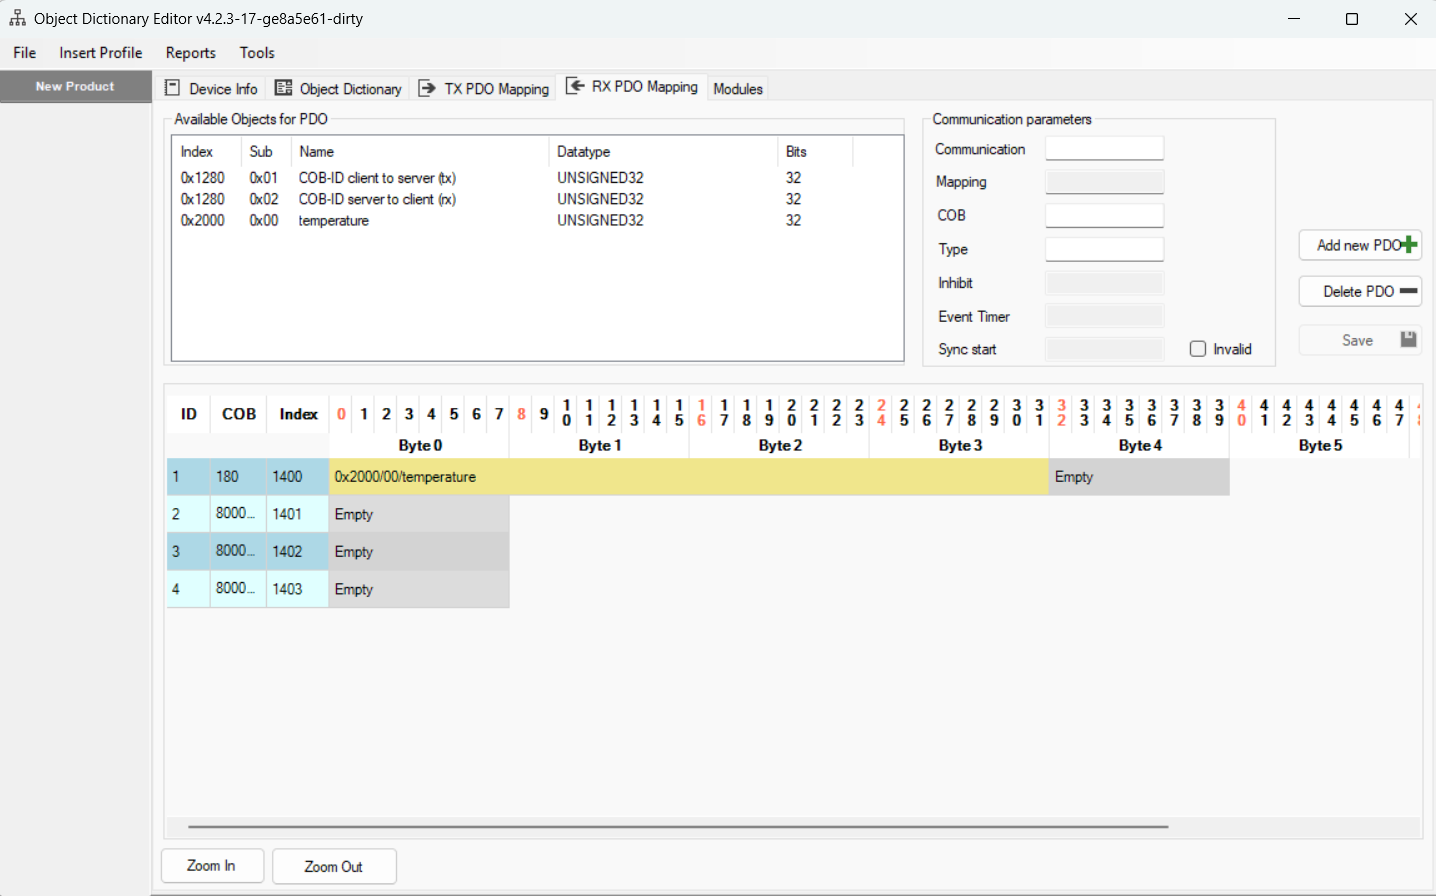 Object Dictionary Editor v4.2.3-17-ge8a5e61-dirty
File Insert Profile Reports Tools
New Product
Device Info Object Dictionary TX PDO Mapping RX PDO Mapping Modules
Available Objects for PDO
Index Sub Name Datatype Bits
0x1280 0x01 COB-ID client to server (tx) UNSIGNED32 32
0x1280 0x02 COB-ID server to client (rx) UNSIGNED32 32
0x2000 0x00 temperature UNSIGNED32 32
Communication parameters
Communication
Mapping
COB
Type
Inhibit
Event Timer
Sync start Invalid
Add new PDO
Delete PDO
Save
ID COB Index 0 1 2 3 4 5 6 7 8 9 10 11 12 13 14 15 16 17 18 19 20 21 22 23 24 25 26 27 28 29 30 31 32 33 34 35 36 37 38 39 40 41 42 43 44 45 46 47
Byte 0 Byte 1 Byte 2 Byte 3 Byte 4 Byte 5
1 180 1400 0x2000/00/temperature Empty
2 8000... 1401 Empty
3 8000... 1402 Empty
4 8000... 1403 Empty
Zoom In Zoom Out